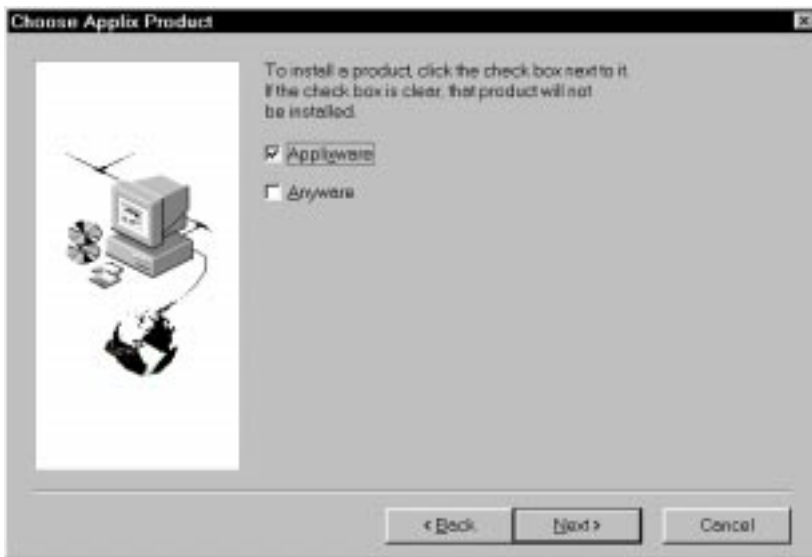 Choose Applix Product
To install a product, click the check box next to it.
If the check box is clear, that product will not
be installed.
Applixware
Anyware
< Back
Next >
Cancel